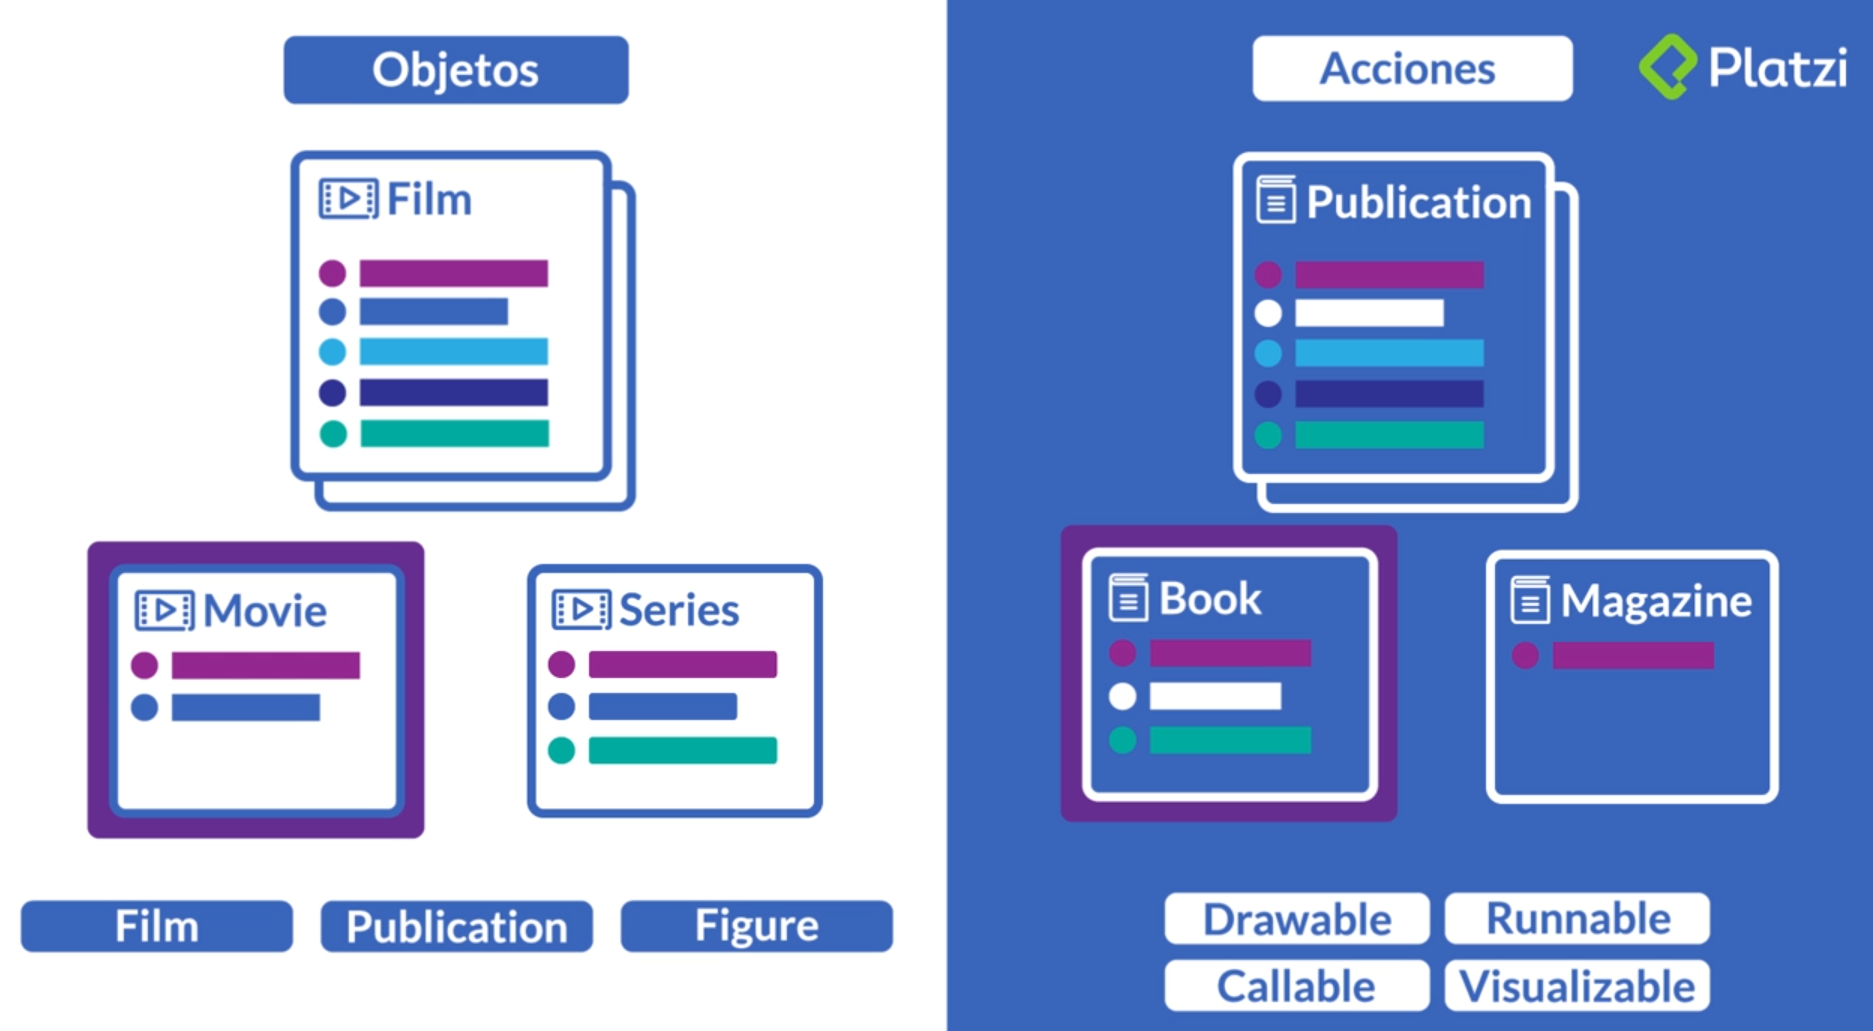 Objetos
Film
Movie
Series
Film
Publication
Figure
Acciones
Platzi
Publication
Book
Magazine
Drawable
Runnable
Callable
Visualizable